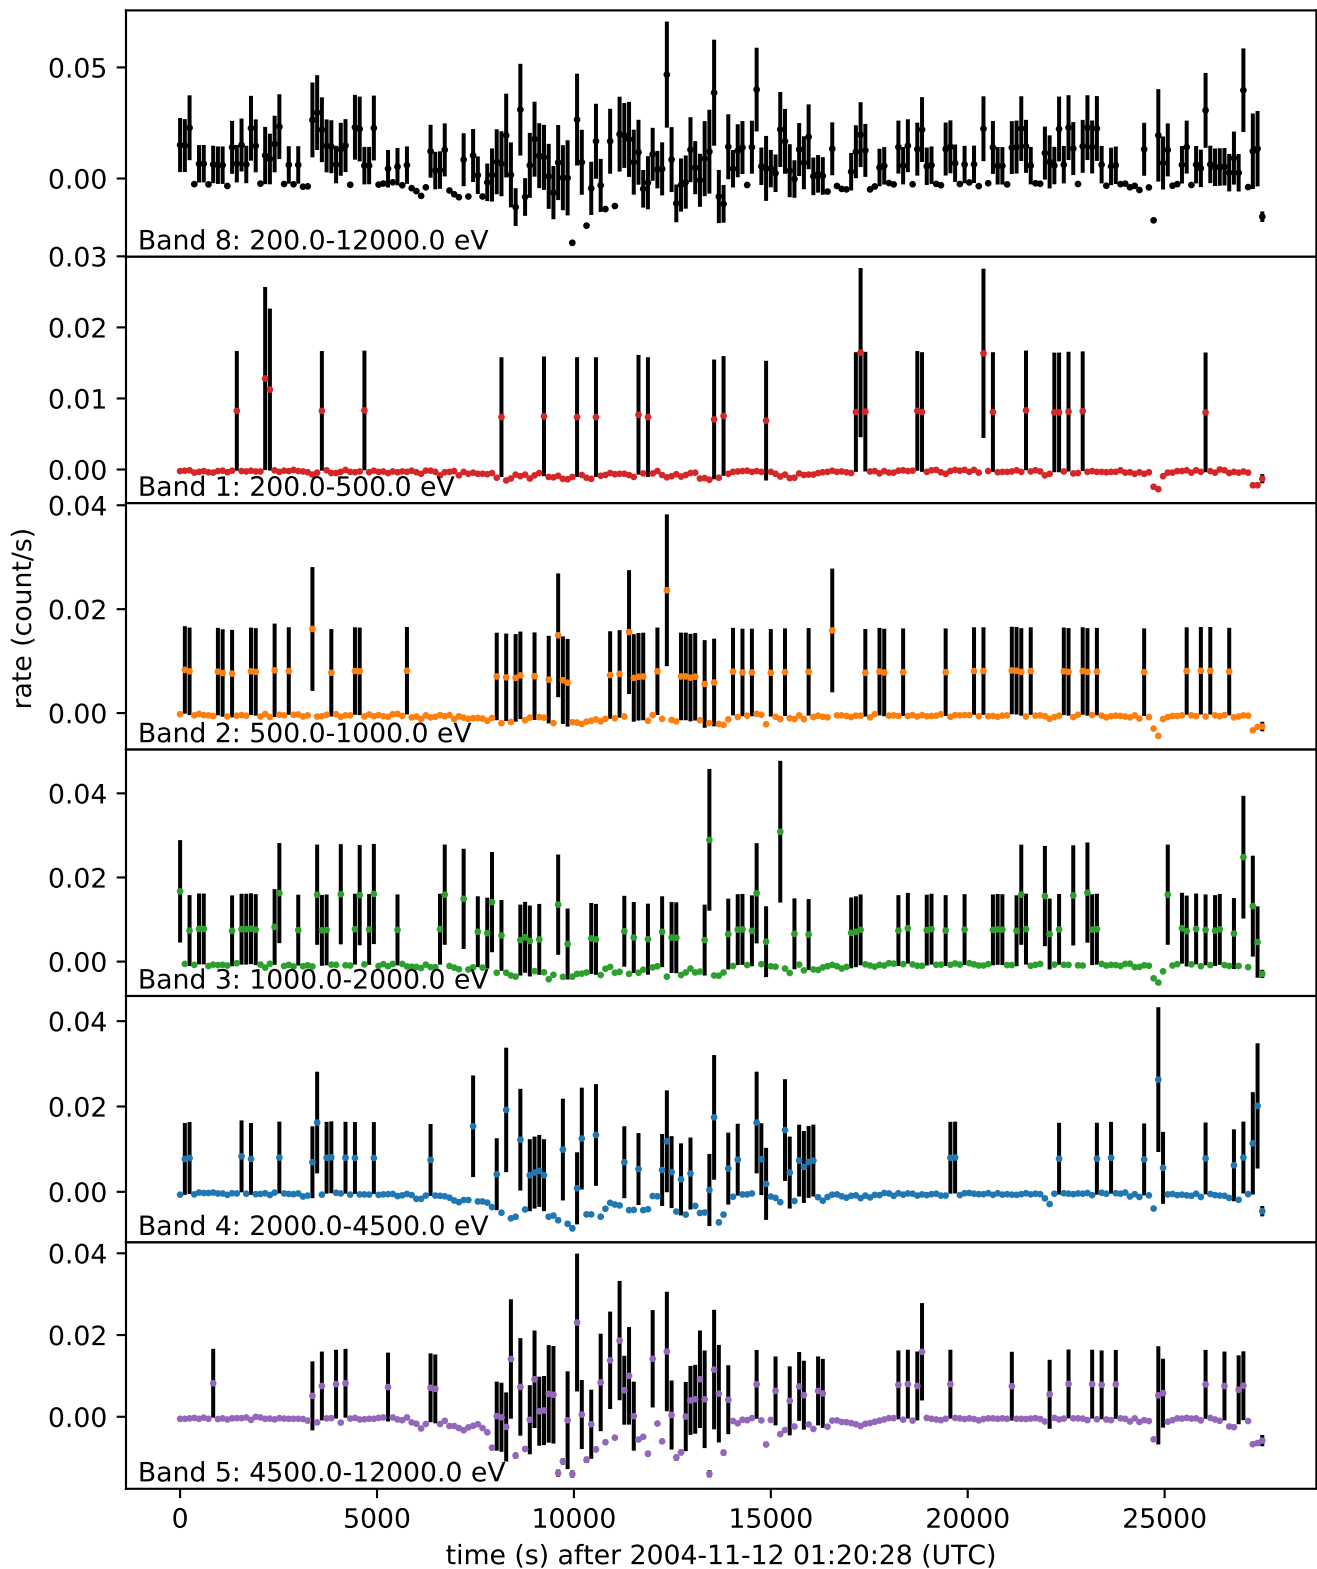 0.05
0.00
Band 8: 200.0-12000.0 eV
0.03
0.02
0.01
0.00
Band 1: 200.0-500.0 eV
0.04
0.02
0.00
Band 2: 500.0-1000.0 eV
rate (count/s)
0.04
0.02
0.00
Band 3: 1000.0-2000.0 eV
0.04
0.02
0.00
Band 4: 2000.0-4500.0 eV
0.04
0.02
0.00
Band 5: 4500.0-12000.0 eV
0 5000 10000 15000 20000 25000
time (s) after 2004-11-12 01:20:28 (UTC)